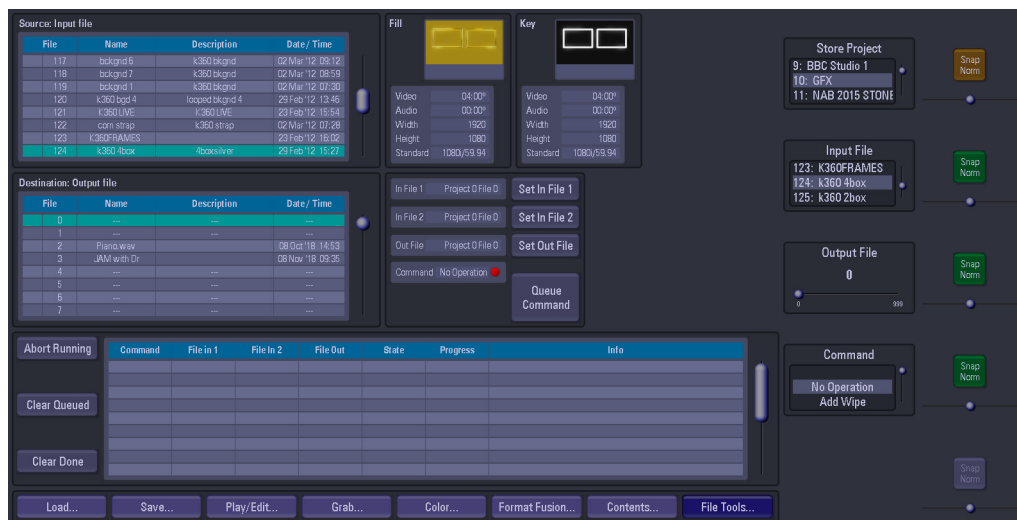 Source: Input file
File Name Description Date / Time
117 bckgnd 6 k360 bkgnd 02 Mar '12 09:12
118 bckgnd 7 k360 bkgnd 02 Mar '12 08:59
119 bckgnd 1 k360 bkgnd 02 Mar '12 07:30
120 k360 bgd 4 looped bkgnd 4 29 Feb '12 13:46
121 K360 LIVE K360 LIVE 23 Feb '12 15:54
122 com strap k360 strap 02 Mar '12 07:28
123 K360FRAMES 23 Feb '12 16:02
124 k360 4box 4boxsilver 29 Feb '12 15:27
Fill
Video 04:00º
Audio 00:00º
Width 1920
Height 1080
Standard 1080i/59.94
Key
Video 04:00º
Audio 00:00º
Width 1920
Height 1080
Standard 1080i/59.94
Destination: Output file
File Name Description Date / Time
0 --- --- ---
1 --- --- ---
2 Piano.wav 08 Oct '18 14:53
3 JAM with Dr 08 Nov '18 09:35
4 --- --- ---
5 --- --- ---
6 --- --- ---
7 --- --- ---
In File 1 Project 0 File 0 Set In File 1
In File 2 Project 0 File 0 Set In File 2
Out File Project 0 File 0 Set Out File
Command No Operation
Queue
Command
Abort Running
Clear Queued
Clear Done
Command File in 1 File In 2 File Out State Progress Info
Load... Save... Play/Edit... Grab... Color... Format Fusion... Contents... File Tools...
Store Project
9: BBC Studio 1
10: GFX
11: NAB 2015 STONE
Snap
Norm
Input File
123: K360FRAMES
124: k360 4box
125: k360 2box
Snap
Norm
Output File
0
0 999
Snap
Norm
Command
No Operation
Add Wipe
Snap
Norm
Snap
Norm